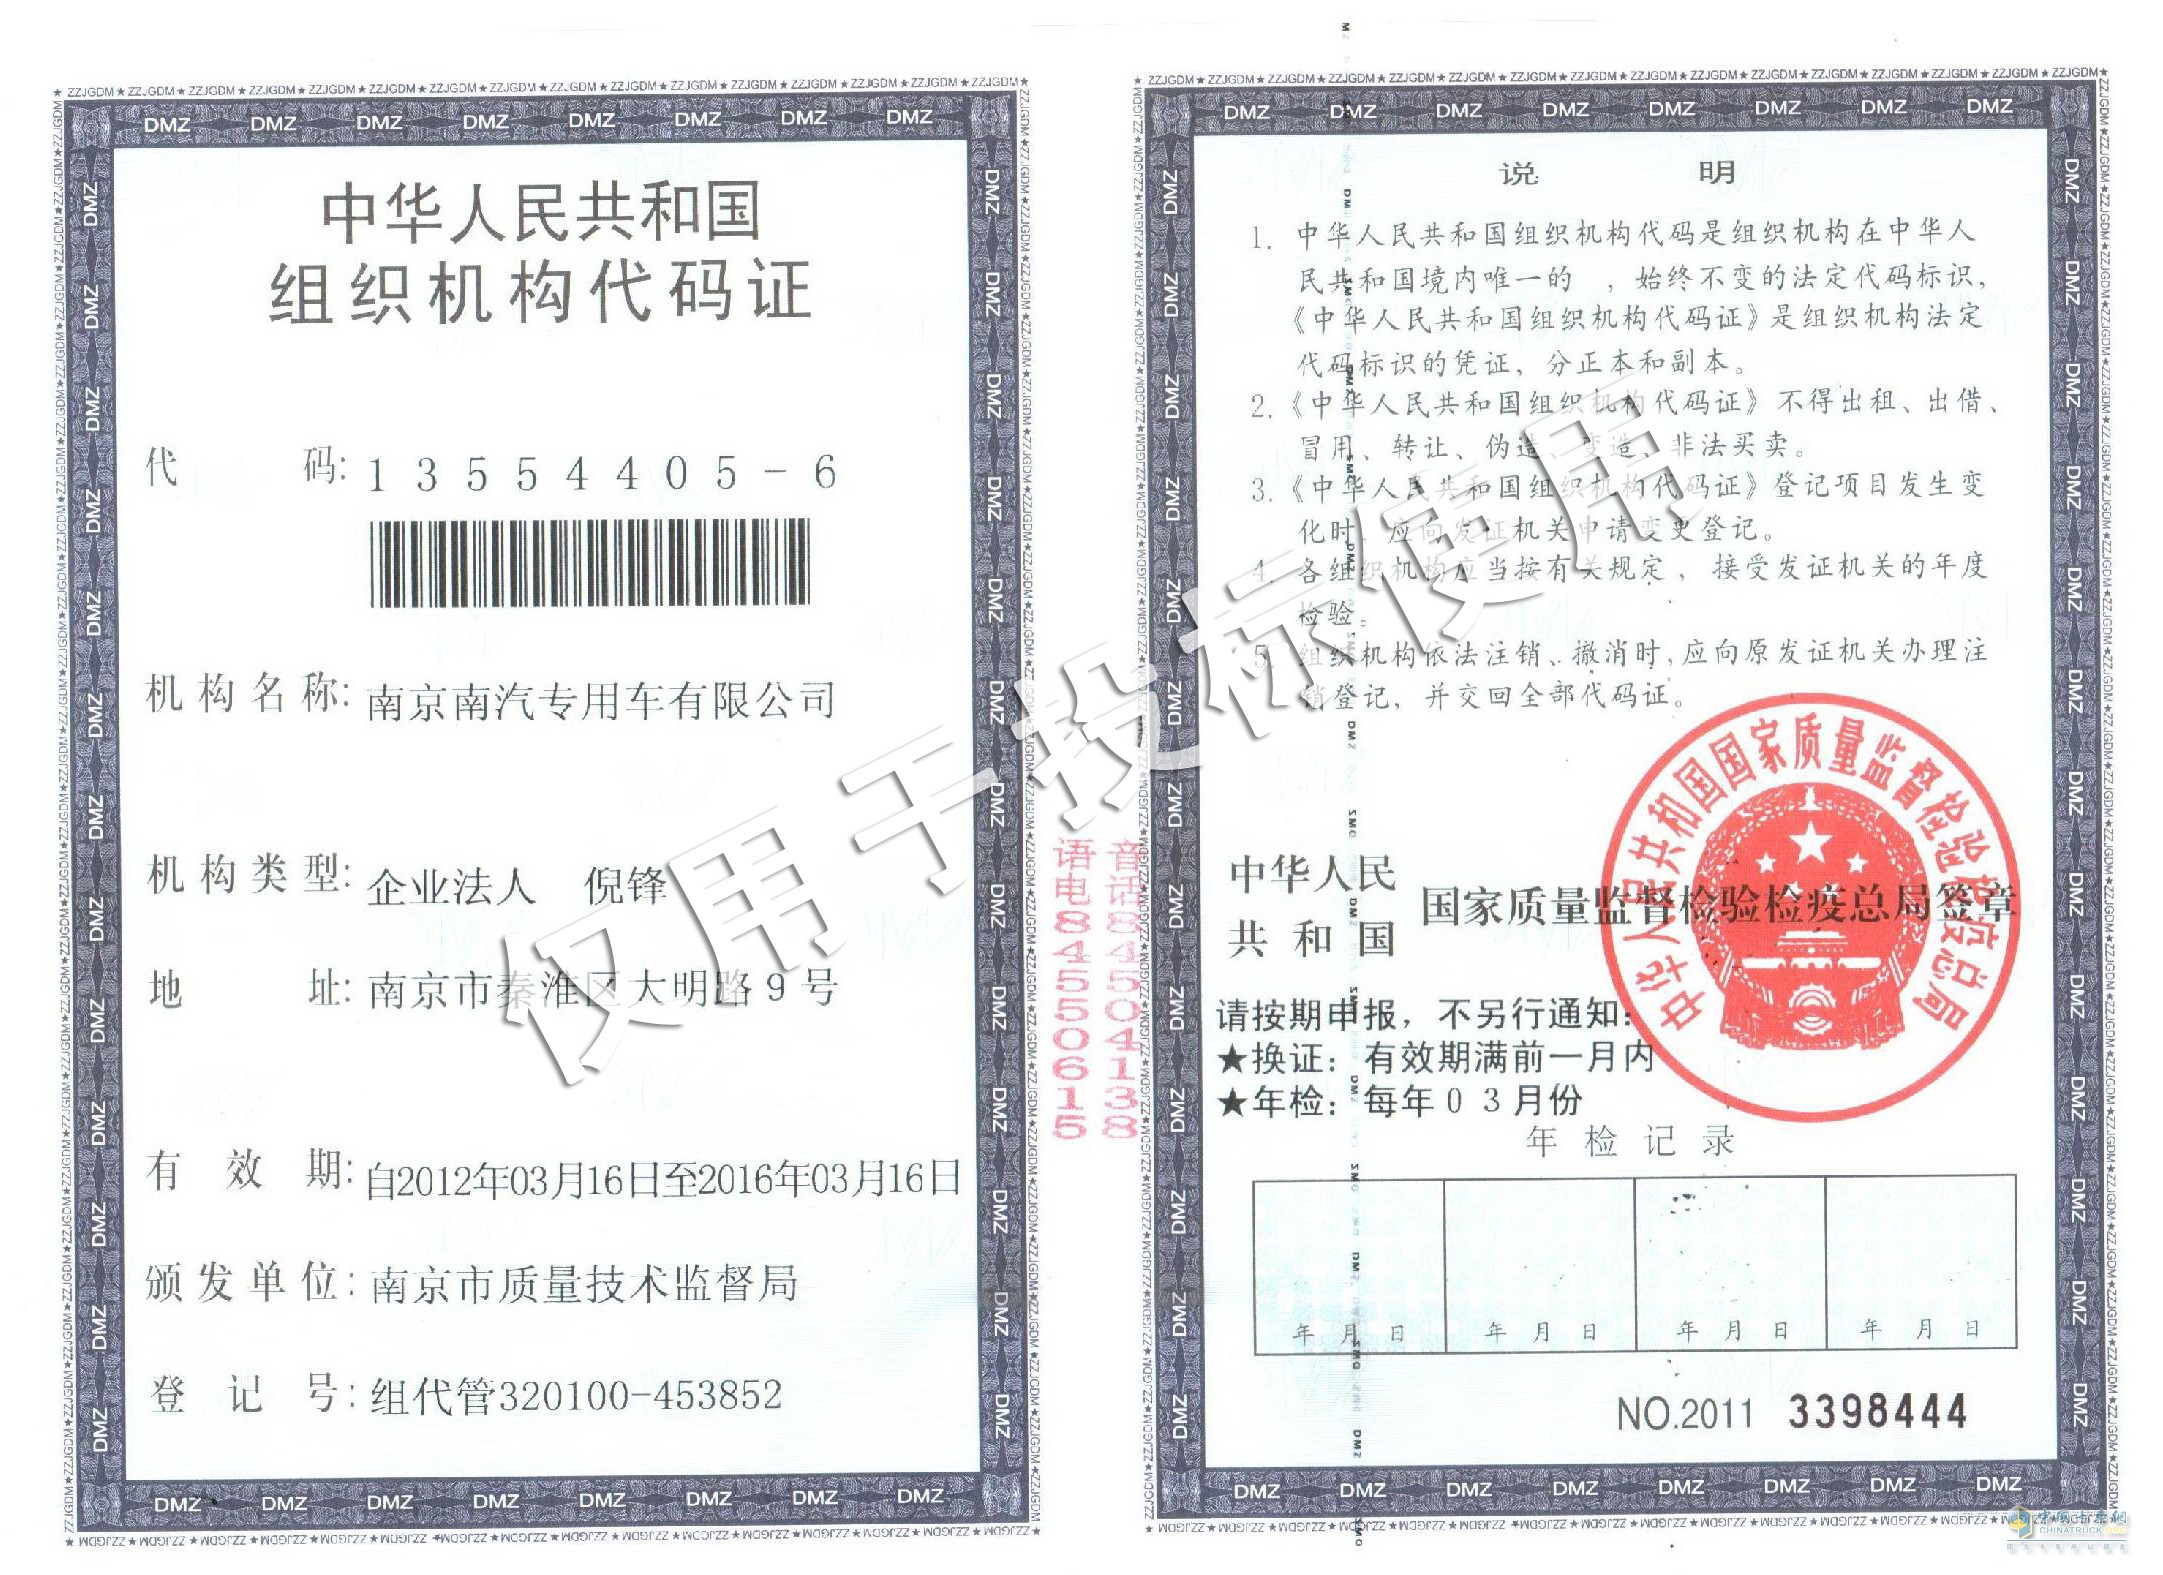 中华人民共和国
组织机构代码证
代 码: 13554405-6
机构名称: 南京南汽专用车有限公司
机构类型: 企业法人 倪锋
地 址: 南京市秦淮区大明路9号
有 效 期: 自2012年03月16日至2016年03月16日
颁发单位: 南京市质量技术监督局
登 记 号: 组代管320100-453852
语音
电话
84550615
84504138
说 明
1. 中华人民共和国组织机构代码是组织机构在中华人
民共和国境内唯一的 ，始终不变的法定代码标识，
《中华人民共和国组织机构代码证》是组织机构法定
代码标识的凭证，分正本和副本。
2.《中华人民共和国组织机构代码证》不得出租、出借、
冒用、转让、伪造、变造、非法买卖。
3.《中华人民共和国组织机构代码证》登记项目发生变
化时，应向发证机关申请变更登记。
4. 各组织机构应当按有关规定，接受发证机关的年度
检验。
5. 组织机构依法注销、撤消时，应向原发证机关办理注
销登记，并交回全部代码证。
中华人民
共和国 国家质量监督检验检疫总局签章
中华人民共和国国家质量监督检验检疫总局
请按期申报，不另行通知：
★换证：有效期满前一月内
★年检：每年03月份
年检记录
年 月 日 年 月 日 年 月 日 年 月 日
NO.2011 3398444
仅用于投标使用
DMZ
ZZJGDM
CHINATRUCK.ORG